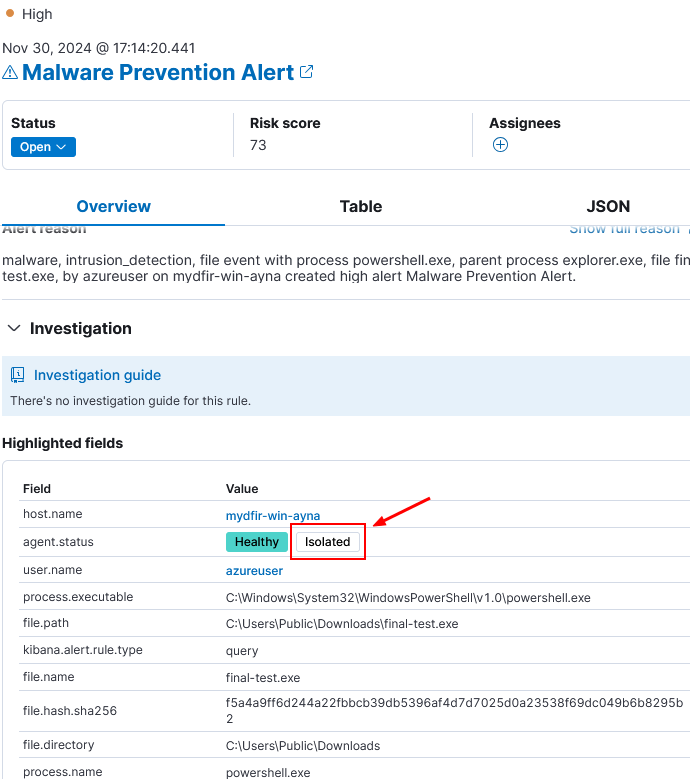 High
Nov 30, 2024 @ 17:14:20.441
Malware Prevention Alert
Status
Risk score
Assignees
Open
73
Overview
Table
JSON
Alert reason
Show full reason
malware, intrusion_detection, file event with process powershell.exe, parent process explorer.exe, file fin
test.exe, by azureuser on mydfir-win-ayna created high alert Malware Prevention Alert.
Investigation
Investigation guide
There's no investigation guide for this rule.
Highlighted fields
Field Value
host.name mydfir-win-ayna
agent.status Healthy Isolated
user.name azureuser
process.executable C:\Windows\System32\WindowsPowerShell\v1.0\powershell.exe
file.path C:\Users\Public\Downloads\final-test.exe
kibana.alert.rule.type query
file.name final-test.exe
file.hash.sha256 f5a4a9ff6d244a22fbbcb39db5396af4d7d7025d0a23538f69dc049b6b8295b
2
file.directory C:\Users\Public\Downloads
process.name powershell.exe